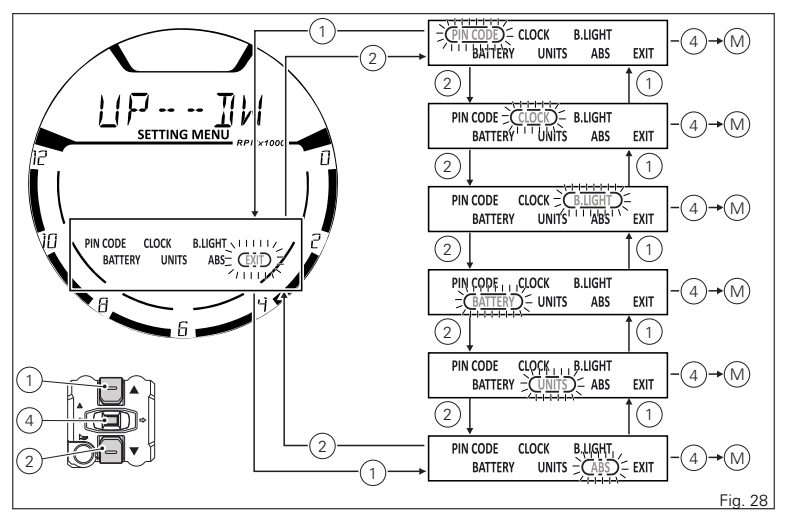 1
2
PIN CODE CLOCK B.LIGHT
BATTERY UNITS ABS EXIT
4 M
2 1
PIN CODE CLOCK B.LIGHT
BATTERY UNITS ABS EXIT
4 M
2 1
PIN CODE CLOCK B.LIGHT
BATTERY UNITS ABS EXIT
4 M
2 1
PIN CODE CLOCK B.LIGHT
BATTERY UNITS ABS EXIT
4 M
2 1
PIN CODE CLOCK B.LIGHT
BATTERY UNITS ABS EXIT
4 M
2 1
PIN CODE CLOCK B.LIGHT
BATTERY UNITS ABS EXIT
4 M
2
1
UP--DW
SETTING MENU
x1000
12 0
10 2
8 4
6
PIN CODE CLOCK B.LIGHT
BATTERY UNITS ABS EXIT
1
4
2
Fig. 28